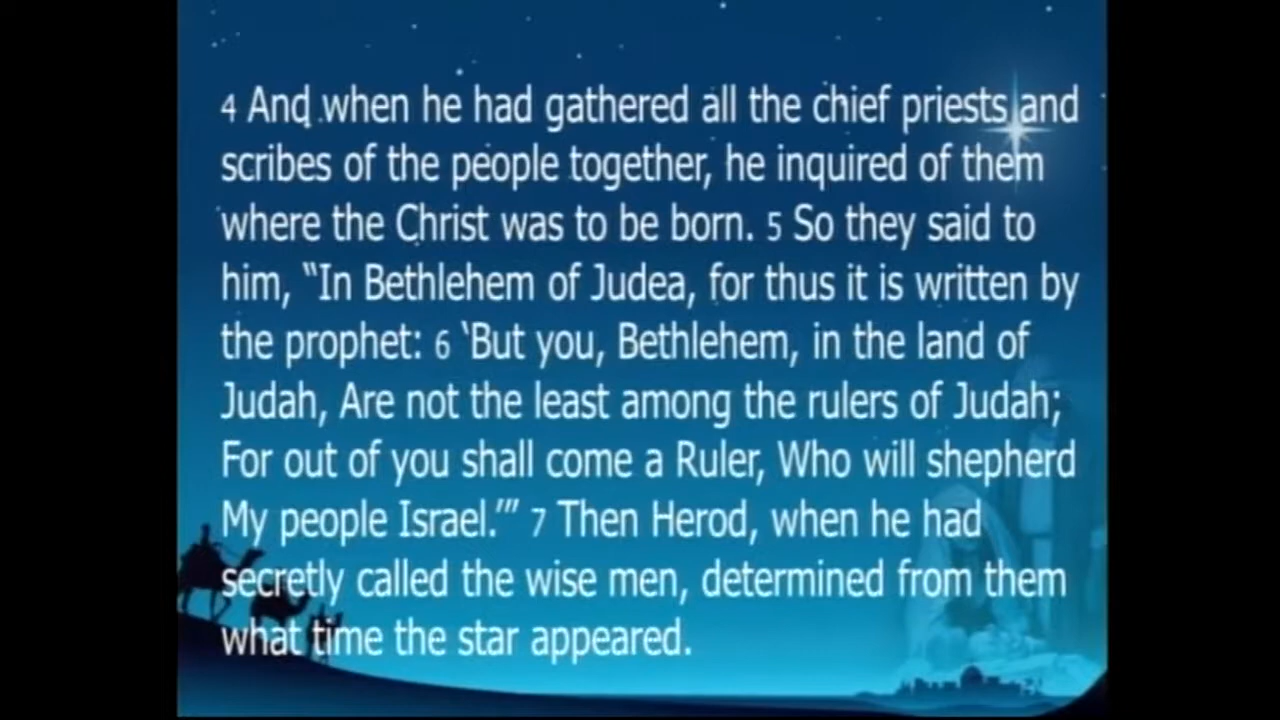 4 And when he had gathered all the chief priests and
scribes of the people together, he inquired of them
where the Christ was to be born. 5 So they said to
him, “In Bethlehem of Judea, for thus it is written by
the prophet: 6 ‘But you, Bethlehem, in the land of
Judah, Are not the least among the rulers of Judah;
For out of you shall come a Ruler, Who will shepherd
My people Israel.’” 7 Then Herod, when he had
secretly called the wise men, determined from them
what time the star appeared.